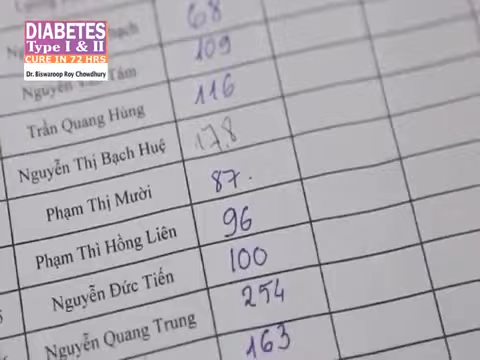 DIABETES
Type I & II
CURE IN 72 HRS
Dr. Biswaroop Roy Chowdhury
68
109
Trần Quang Hùng 116
Nguyễn Thị Bạch Huệ 178
Phạm Thị Mười 87.
Phạm Thị Hồng Liên 96
Nguyễn Đức Tiến 100
Nguyễn Quang Trung 254
163